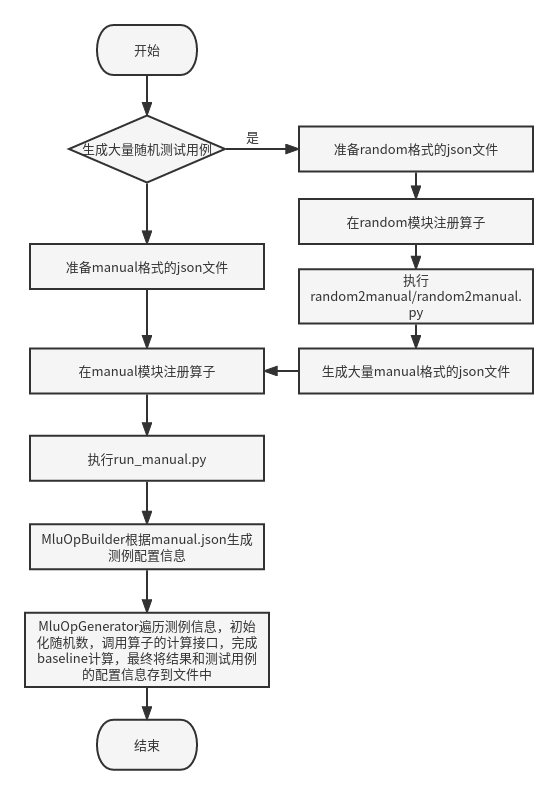 开始
生成大量随机测试用例
是
准备random格式的json文件
在random模块注册算子
执行
random2manual/random2manual.
py
生成大量manual格式的json文件
准备manual格式的json文件
在manual模块注册算子
执行run_manual.py
MluOpBuilder根据manual.json生成
测例配置信息
MluOpGenerator遍历测例信息，初始
化随机数，调用算子的计算接口，完成
baseline计算，最终将结果和测试用例
的配置信息存到文件中
结束